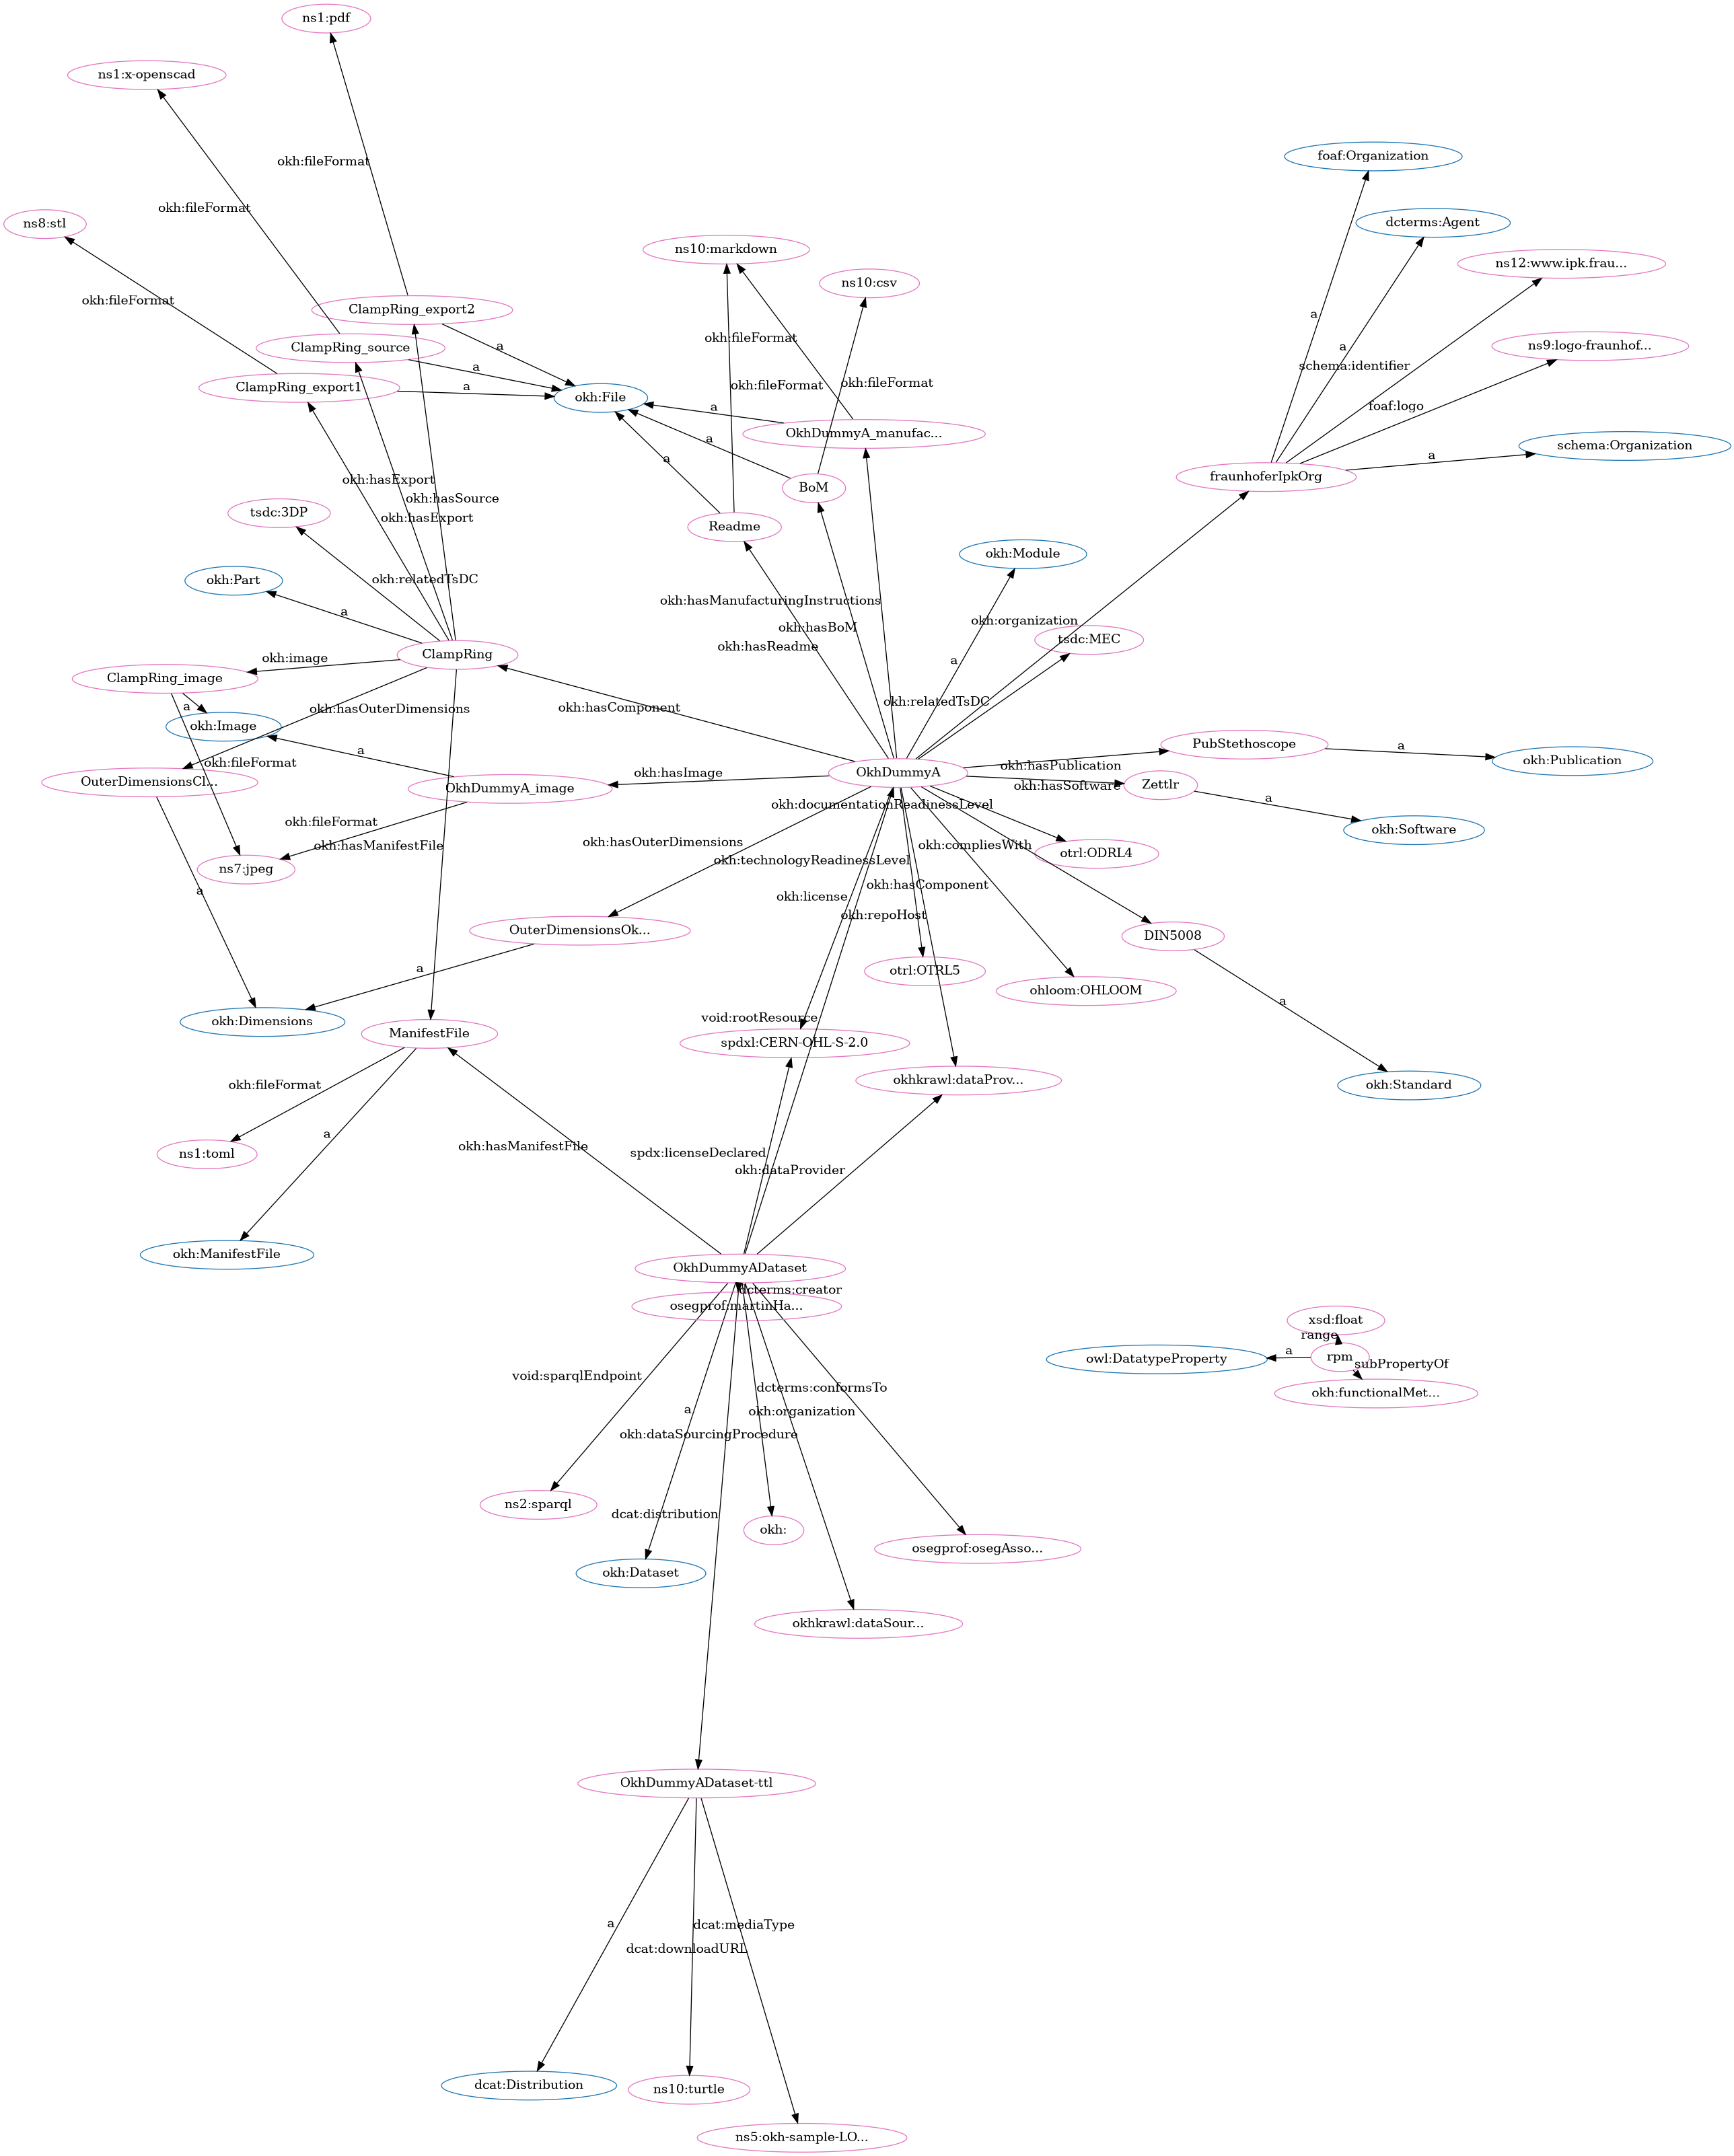 ns1:pdf
ns1:x-openscad
foaf:Organization
okh:fileFormat
okh:fileFormat
dcterms:Agent
ns8:stl
ns10:markdown
ns12:www.ipk.frau...
ns10:csv
okh:fileFormat
ClampRing_export2
a
okh:fileFormat
a
ns9:logo-fraunhof...
ClampRing_source
a
a
schema:identifier
ClampRing_export1
a
okh:fileFormat
okh:fileFormat
okh:File
a
foaf:logo
OkhDummyA_manufac...
a
schema:Organization
a
a
fraunhoferIpkOrg
okh:hasExport
BoM
okh:hasSource
tsdc:3DP
okh:hasExport
Readme
okh:Module
okh:relatedTsDC
okh:Part
okh:hasManufacturingInstructions
a
okh:organization
okh:hasBoM
tsdc:MEC
okh:hasReadme
ClampRing
okh:image
a
ClampRing_image
okh:relatedTsDC
a
okh:hasOuterDimensions
okh:hasComponent
okh:Image
a
PubStethoscope
a
okh:Publication
okh:fileFormat
okh:hasPublication
OkhDummyA
okh:hasImage
OuterDimensionsCl...
OkhDummyA_image
okh:hasSoftware
Zettlr
a
okh:documentationReadinessLevel
okh:fileFormat
okh:Software
okh:hasManifestFile
okh:hasOuterDimensions
okh:compliesWith
otrl:ODRL4
okh:technologyReadinessLevel
ns7:jpeg
okh:hasComponent
a
okh:license
okh:repoHost
OuterDimensionsOk...
DIN5008
a
otrl:OTRL5
ohloom:OHLOOM
a
void:rootResource
okh:Dimensions
ManifestFile
spdxl:CERN-OHL-S-2.0
okhkrawl:dataProv...
okh:fileFormat
okh:Standard
a
okh:hasManifestFile
spdx:licenseDeclared
ns1:toml
okh:dataProvider
okh:ManifestFile
OkhDummyADataset
dcterms:creator
osegprof:martinHa...
xsd:float
range
a
rpm
owl:DatatypeProperty
subPropertyOf
void:sparqlEndpoint
dcterms:conformsTo
okh:functionalMet...
a
okh:organization
okh:dataSourcingProcedure
ns2:sparql
dcat:distribution
okh:
osegprof:osegAsso...
okh:Dataset
okhkrawl:dataSour...
OkhDummyADataset-ttl
a
dcat:mediaType
dcat:downloadURL
dcat:Distribution
ns10:turtle
ns5:okh-sample-LO...